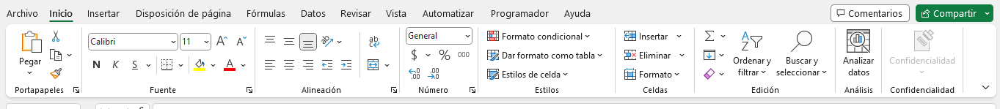 Archivo Inicio Insertar Disposición de página Fórmulas Datos Revisar Vista Automatizar Programador Ayuda Comentarios Compartir
Pegar
Portapapeles
Calibri 11
N K S A
Fuente
ab
c
Alineación
General
$ % 000
,00
,0
Número
Formato condicional
Dar formato como tabla
Estilos de celda
Estilos
Insertar
Eliminar
Formato
Celdas
Ordenar y
filtrar
Buscar y
seleccionar
Edición
Analizar
datos
Análisis
Confidencialidad
Confidencialidad